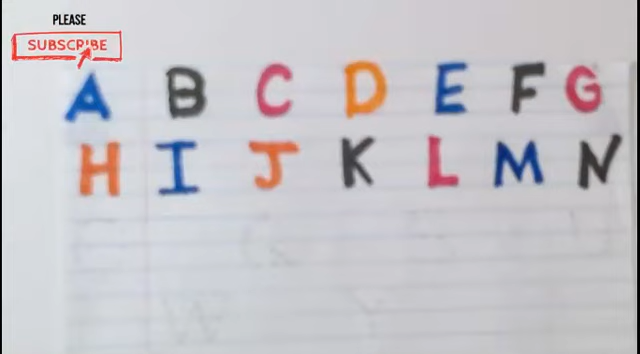 PLEASE
SUBSCRIBE
A B C D E F G
H I J K L M N